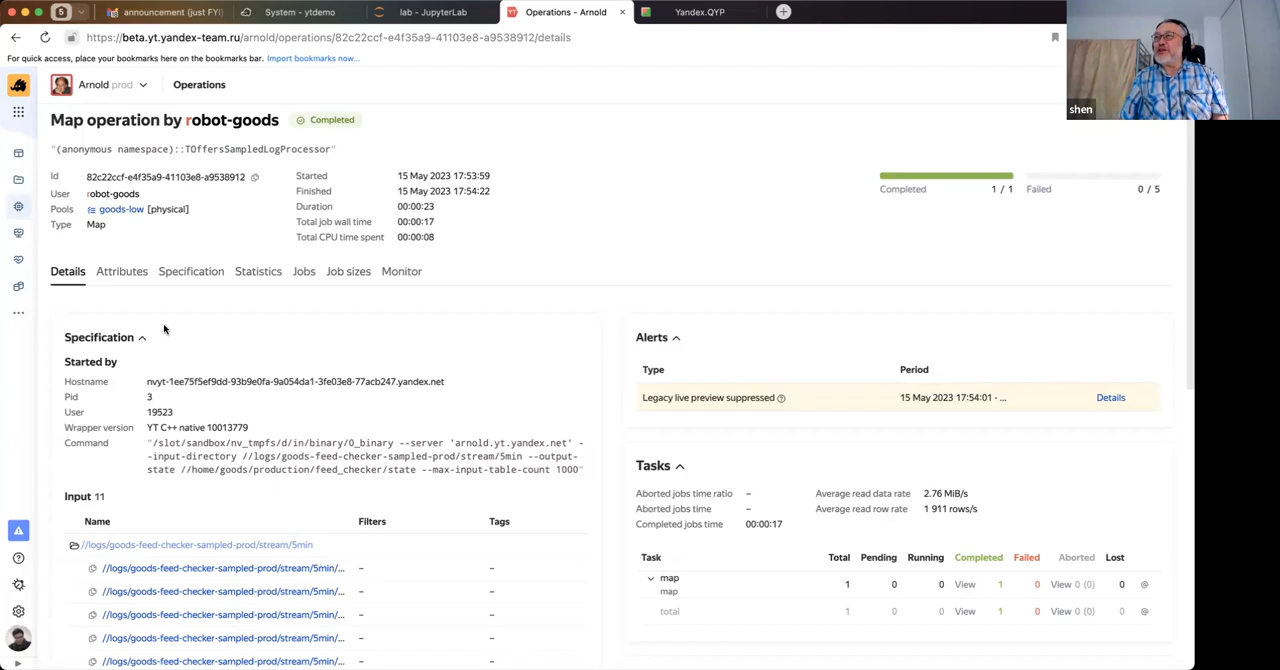 5
announcement (just FYI
System - ytdemo
lab - JupyterLab
Operations - Arnold
Yandex.QYP
https://beta.yt.yandex-team.ru/arnold/operations/82c22ccf-e4f35a9-41103e8-a9538912/details
For quick access, place your bookmarks here on the bookmarks bar. Import bookmarks now...
shen
Arnold prod
Operations
Map operation by robot-goods
Completed
"(anonymous namespace)::TOffersSampledLogProcessor"
Id 82c22ccf-e4f35a9-41103e8-a9538912
User robot-goods
Pools goods-low [physical]
Type Map
Started 15 May 2023 17:53:59
Finished 15 May 2023 17:54:22
Duration 00:00:23
Total job wall time 00:00:17
Total CPU time spent 00:00:08
Completed 1 / 1
Failed 0 / 5
Details Attributes Specification Statistics Jobs Job sizes Monitor
Specification
Started by
Hostname nvyt-1ee75f5ef9dd-93b9e0fa-9a054da1-3fe03e8-77acb247.yandex.net
Pid 3
User 19523
Wrapper version YT C++ native 10013779
Command "/slot/sandbox/nv_tmpfs/d/in/binary/0_binary --server 'arnold.yt.yandex.net' -
-input-directory //logs/goods-feed-checker-sampled-prod/stream/5min --output-
state //home/goods/production/feed_checker/state --max-input-table-count 1000"
Input 11
Name Filters Tags
//logs/goods-feed-checker-sampled-prod/stream/5min
//logs/goods-feed-checker-sampled-prod/stream/5min/... – –
//logs/goods-feed-checker-sampled-prod/stream/5min/... – –
//logs/goods-feed-checker-sampled-prod/stream/5min/... – –
//logs/goods-feed-checker-sampled-prod/stream/5min/... – –
//logs/goods-feed-checker-sampled-prod/stream/5min/... – –
Alerts
Type Period
Legacy live preview suppressed 15 May 2023 17:54:01 - ... Details
Tasks
Aborted jobs time ratio –
Aborted jobs time –
Completed jobs time 00:00:17
Average read data rate 2.76 MiB/s
Average read row rate 1 911 rows/s
Task Total Pending Running Completed Failed Aborted Lost
map 1 0 0 View 1 0 View 0 (0) 0 @
map
total 1 0 0 View 1 0 View 0 (0) 0 @